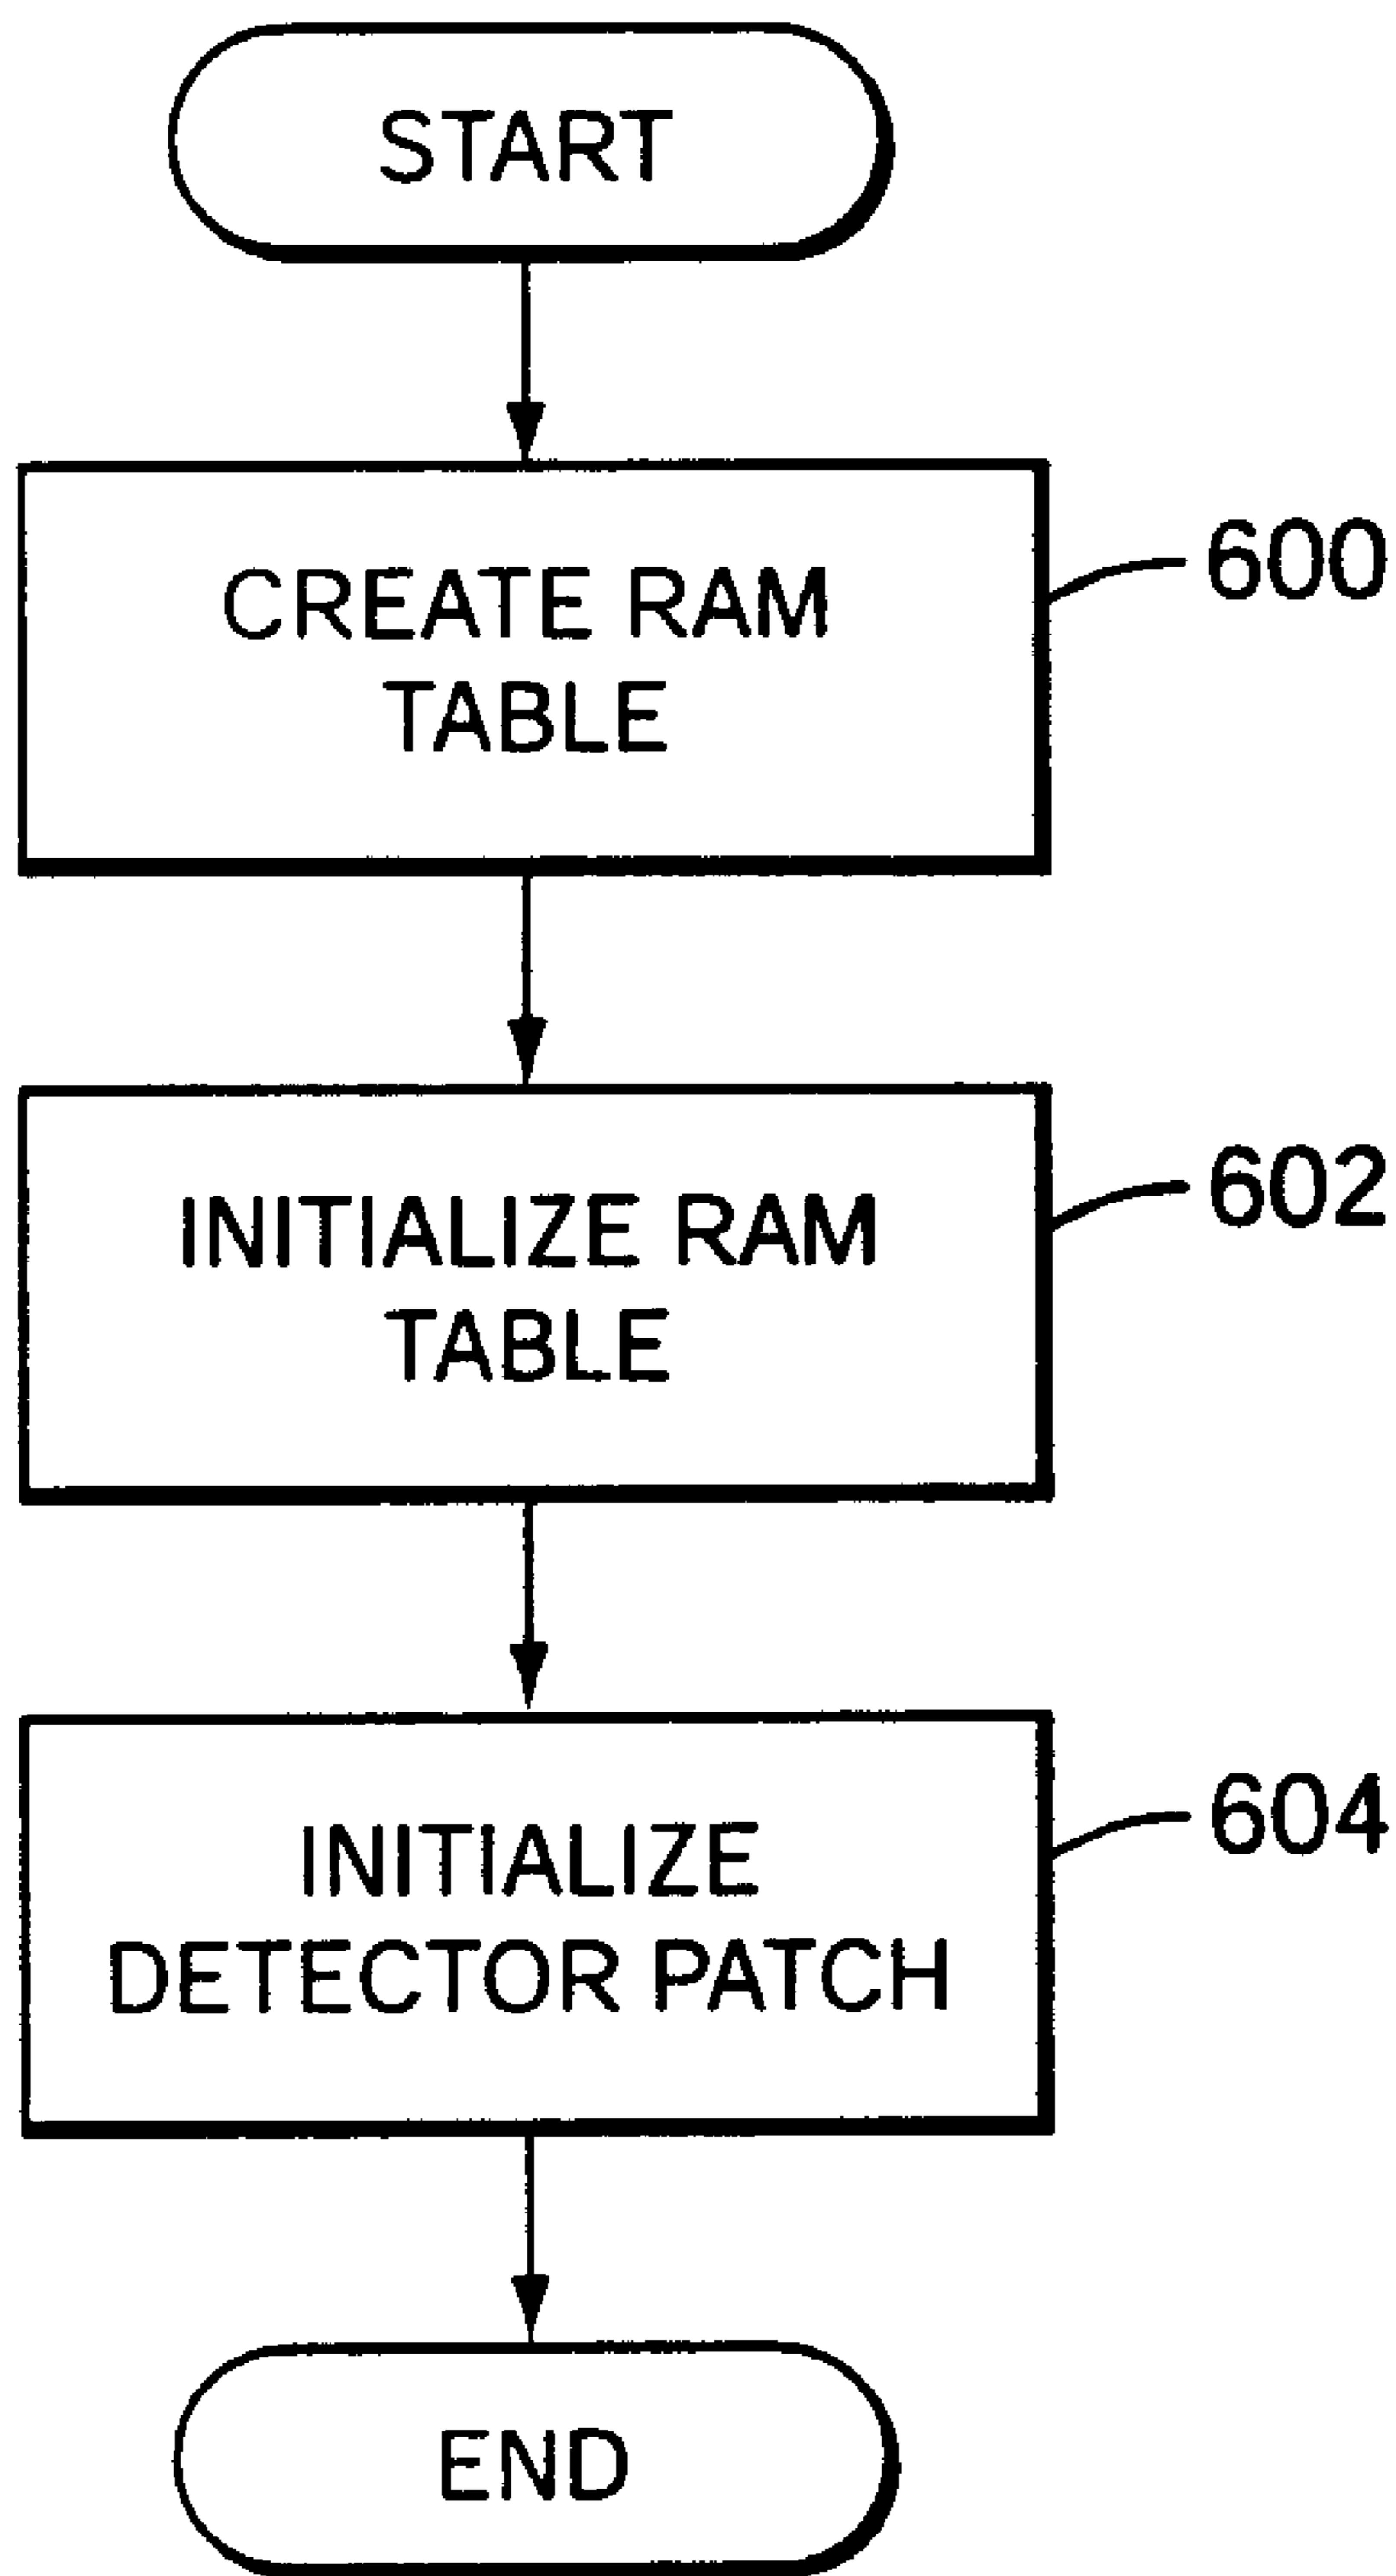 START
CREATE RAM
TABLE
600
INITIALIZE RAM
TABLE
602
INITIALIZE
DETECTOR PATCH
604
END